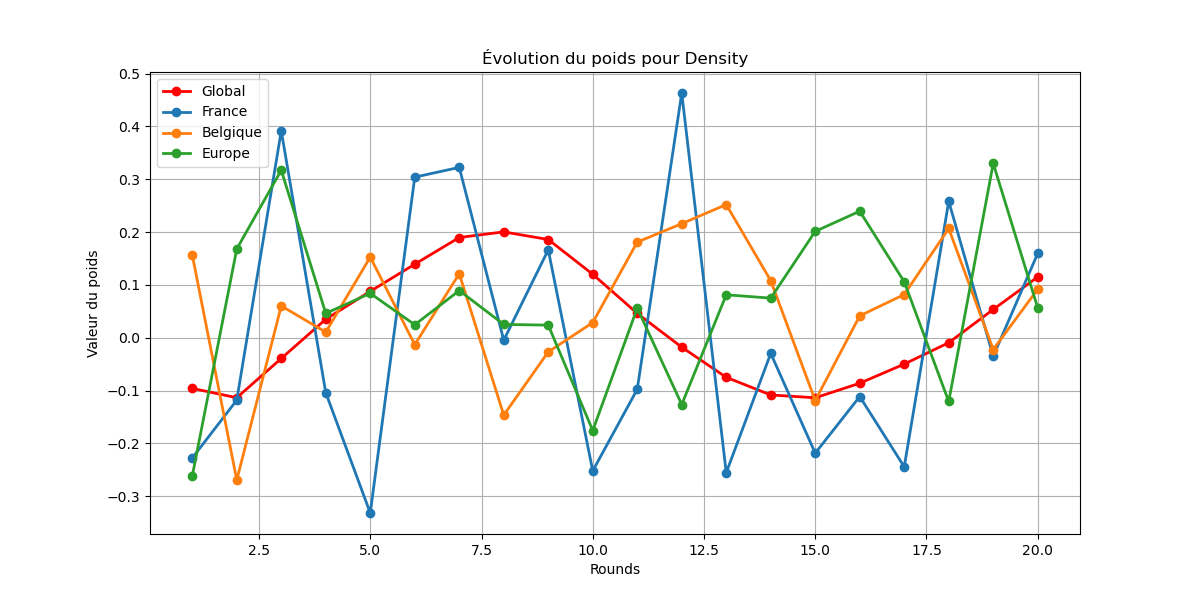 Évolution du poids pour Density
Global
France
Belgique
Europe
Valeur du poids
0.5
0.4
0.3
0.2
0.1
0.0
−0.1
−0.2
−0.3
2.5 5.0 7.5 10.0 12.5 15.0 17.5 20.0
Rounds